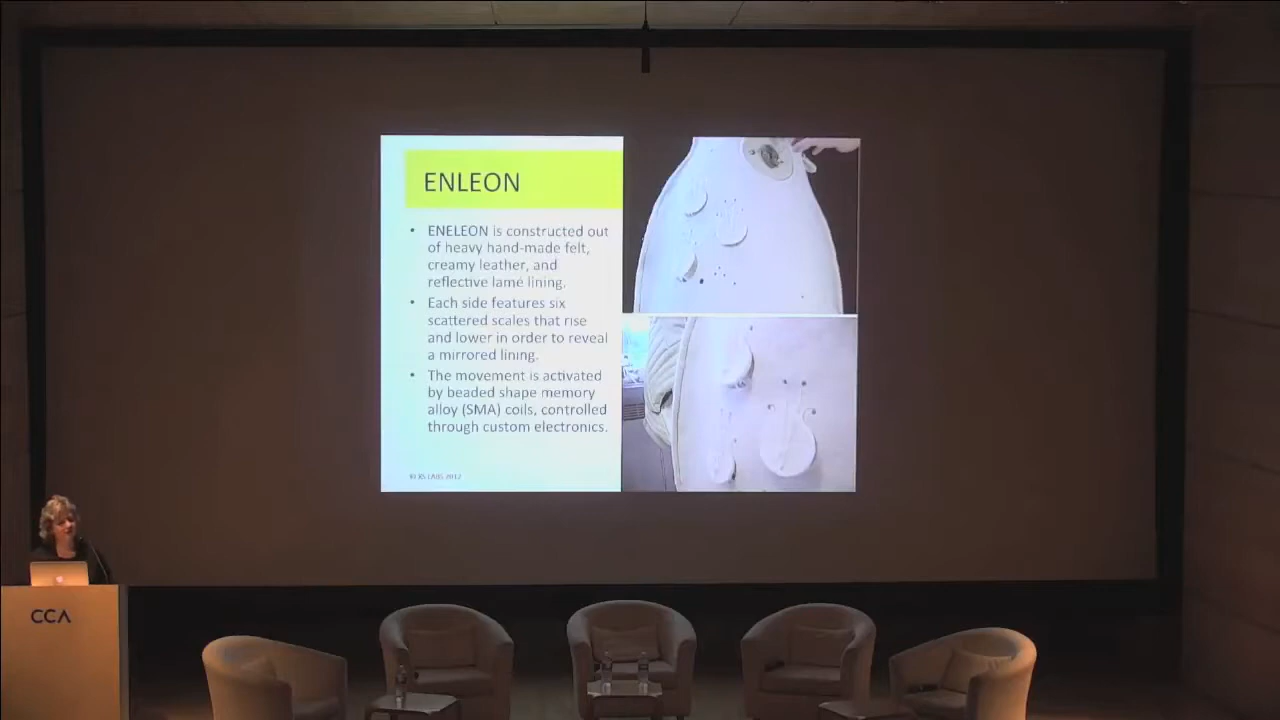 ENLEON
• ENELEON is constructed out
of heavy hand-made felt,
creamy leather, and
reflective lamé lining.
• Each side features six
scattered scales that rise
and lower in order to reveal
a mirrored lining.
• The movement is activated
by beaded shape memory
alloy (SMA) coils, controlled
through custom electronics.
LABS 2012
CCA